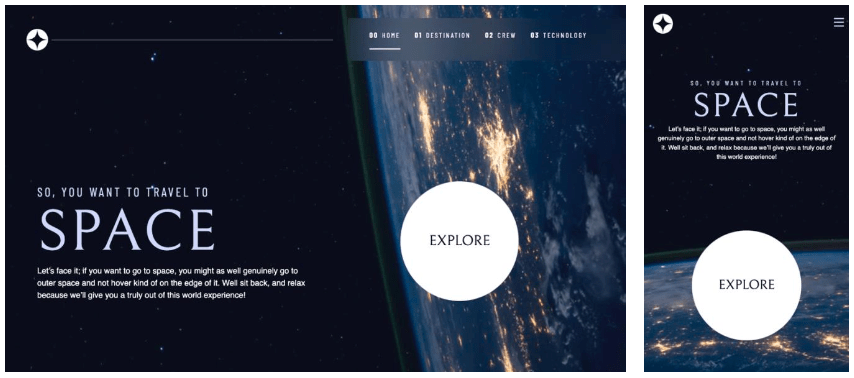 00 HOME 01 DESTINATION 02 CREW 03 TECHNOLOGY
SO, YOU WANT TO TRAVEL TO
SPACE
Let's face it; if you want to go to space, you might as well genuinely go to
outer space and not hover kind of on the edge of it. Well sit back, and relax
because we'll give you a truly out of this world experience!
EXPLORE
SO, YOU WANT TO TRAVEL TO
SPACE
Let's face it; if you want to go to space, you might as well
genuinely go to outer space and not hover kind of on the edge of
it. Well sit back, and relax because we'll give you a truly out of
this world experience!
EXPLORE